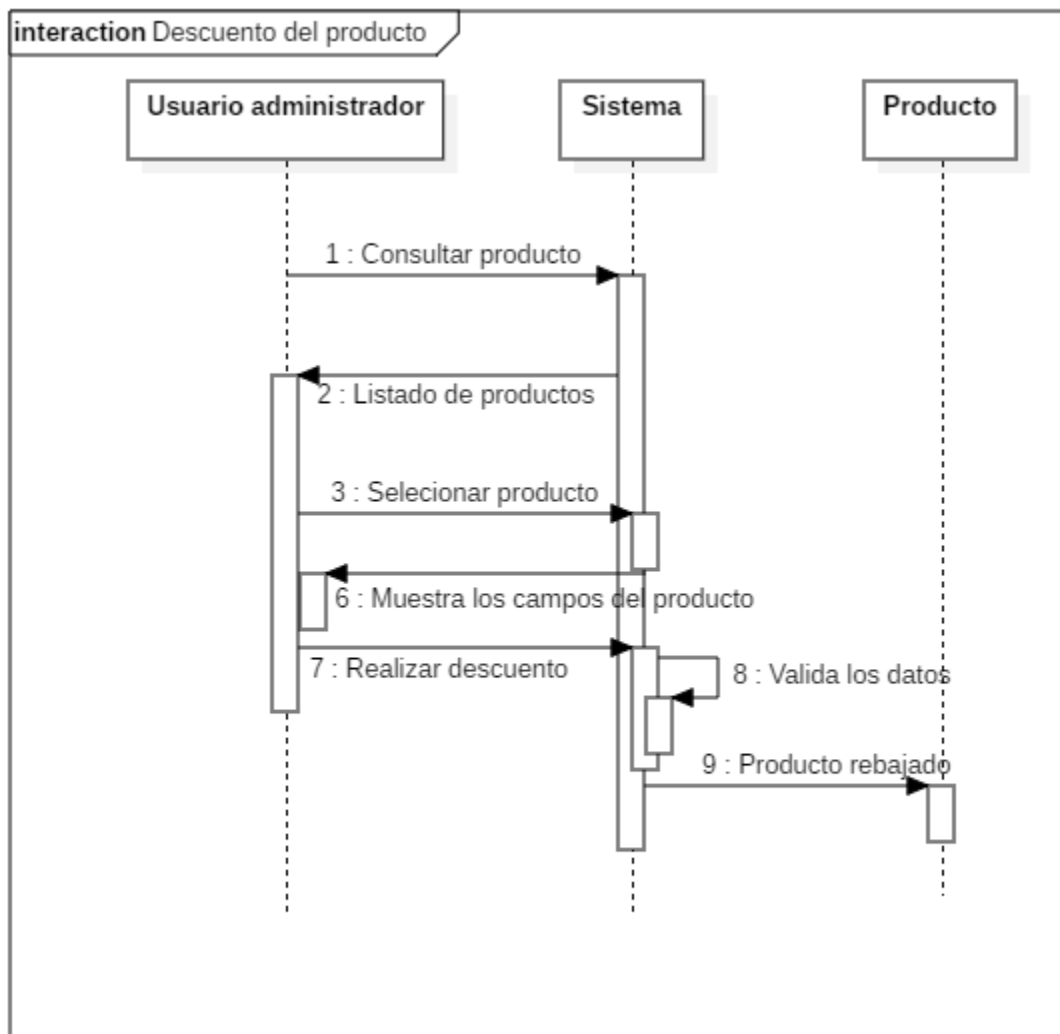 interaction Descuento del producto
Usuario administrador
Sistema
Producto
1 : Consultar producto
2 : Listado de productos
3 : Selecionar producto
6 : Muestra los campos del producto
7 : Realizar descuento
8 : Valida los datos
9 : Producto rebajado